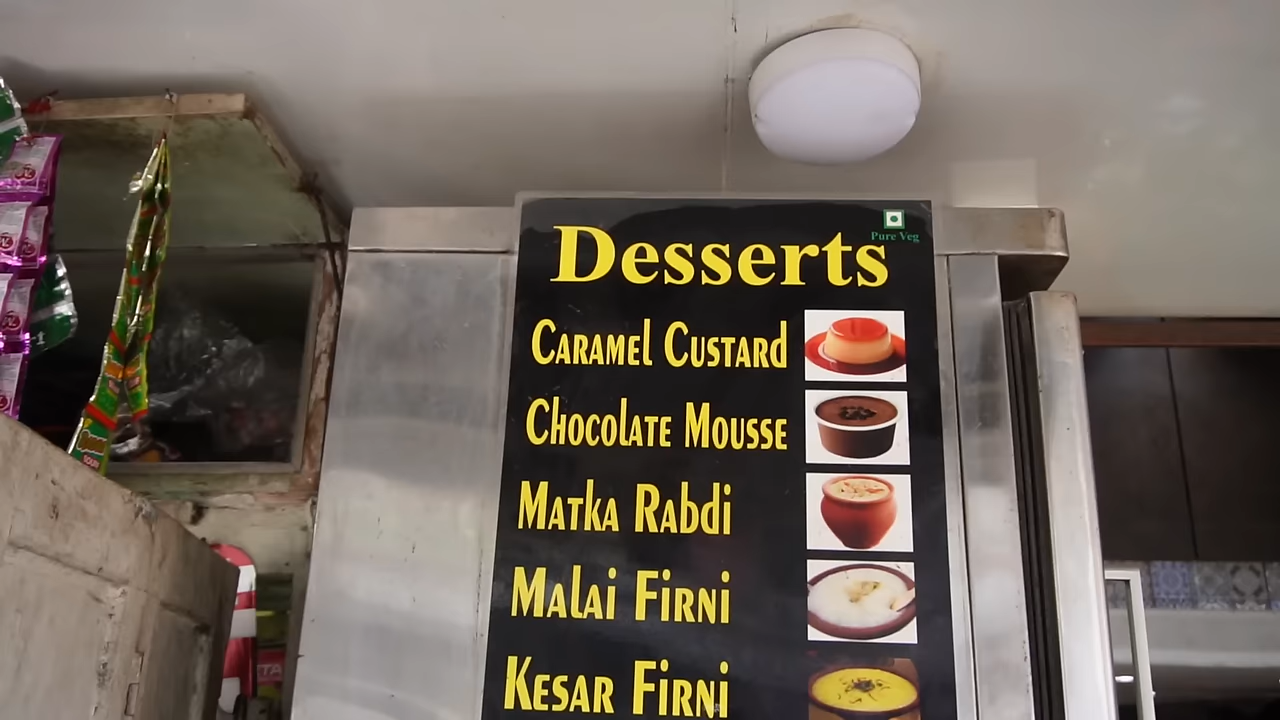 Desserts
Pure Veg
Caramel Custard
Chocolate Mousse
Matka Rabdi
Malai Firni
Kesar Firni